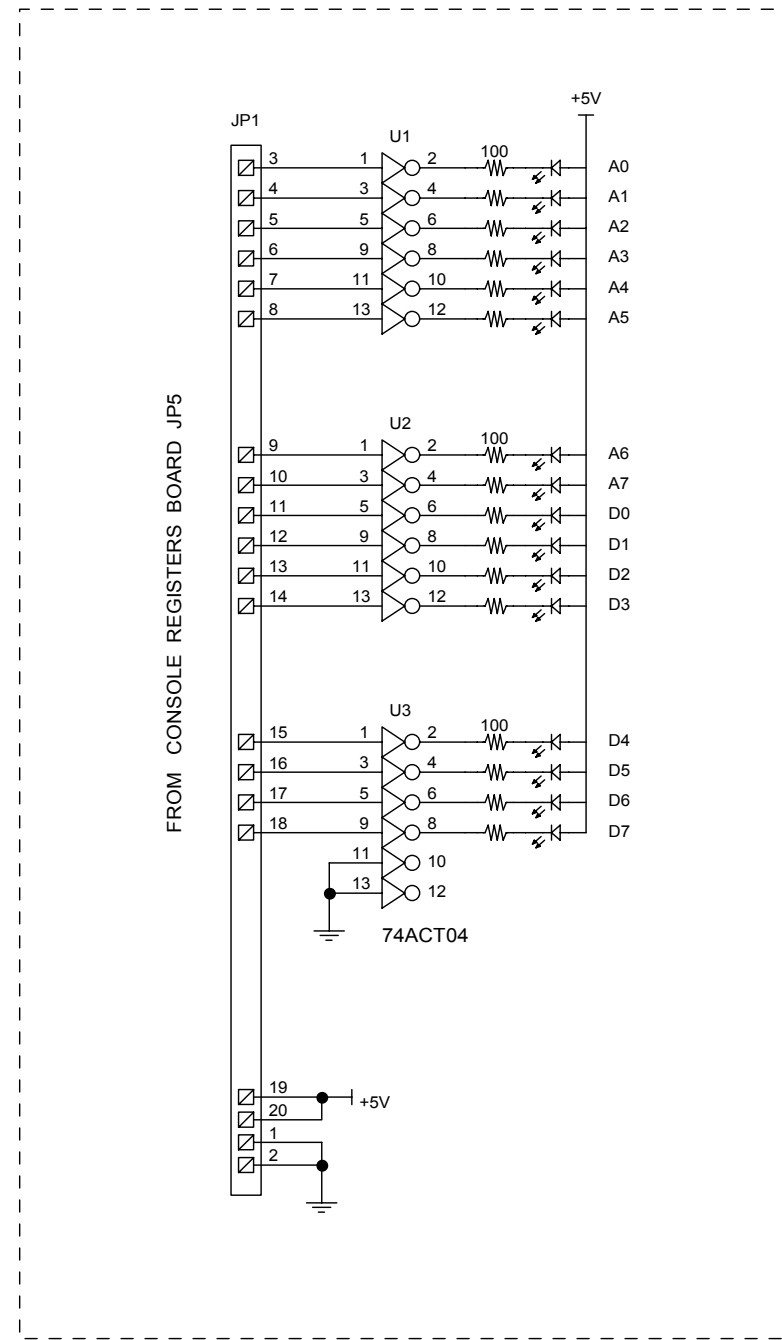 +5V
JP1
U1
3 1 2 100 A0
4 3 4 A1
5 5 6 A2
6 9 8 A3
7 11 10 A4
8 13 12 A5
U2
9 1 2 100 A6
10 3 4 A7
11 5 6 D0
12 9 8 D1
13 11 10 D2
14 13 12 D3
FROM CONSOLE REGISTERS BOARD JP5
U3
15 1 2 100 D4
16 3 4 D5
17 5 6 D6
18 9 8 D7
11 10
13 12
74ACT04
19
+5V
20
1
2